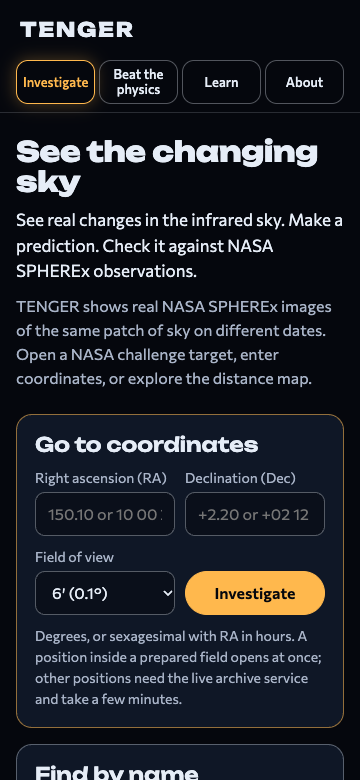 TENGER
Investigate
Beat the
physics
Learn
About
See the changing
sky
See real changes in the infrared sky. Make a
prediction. Check it against NASA
SPHEREx observations.
TENGER shows real NASA SPHEREx images
of the same patch of sky on different dates.
Open a NASA challenge target, enter
coordinates, or explore the distance map.
Go to coordinates
Right ascension (RA)
Declination (Dec)
150.10 or 10 00
+2.20 or +02 12
Field of view
6′ (0.1°)
Investigate
Degrees, or sexagesimal with RA in hours. A
position inside a prepared field opens at once;
other positions need the live archive service
and take a few minutes.
Find by name